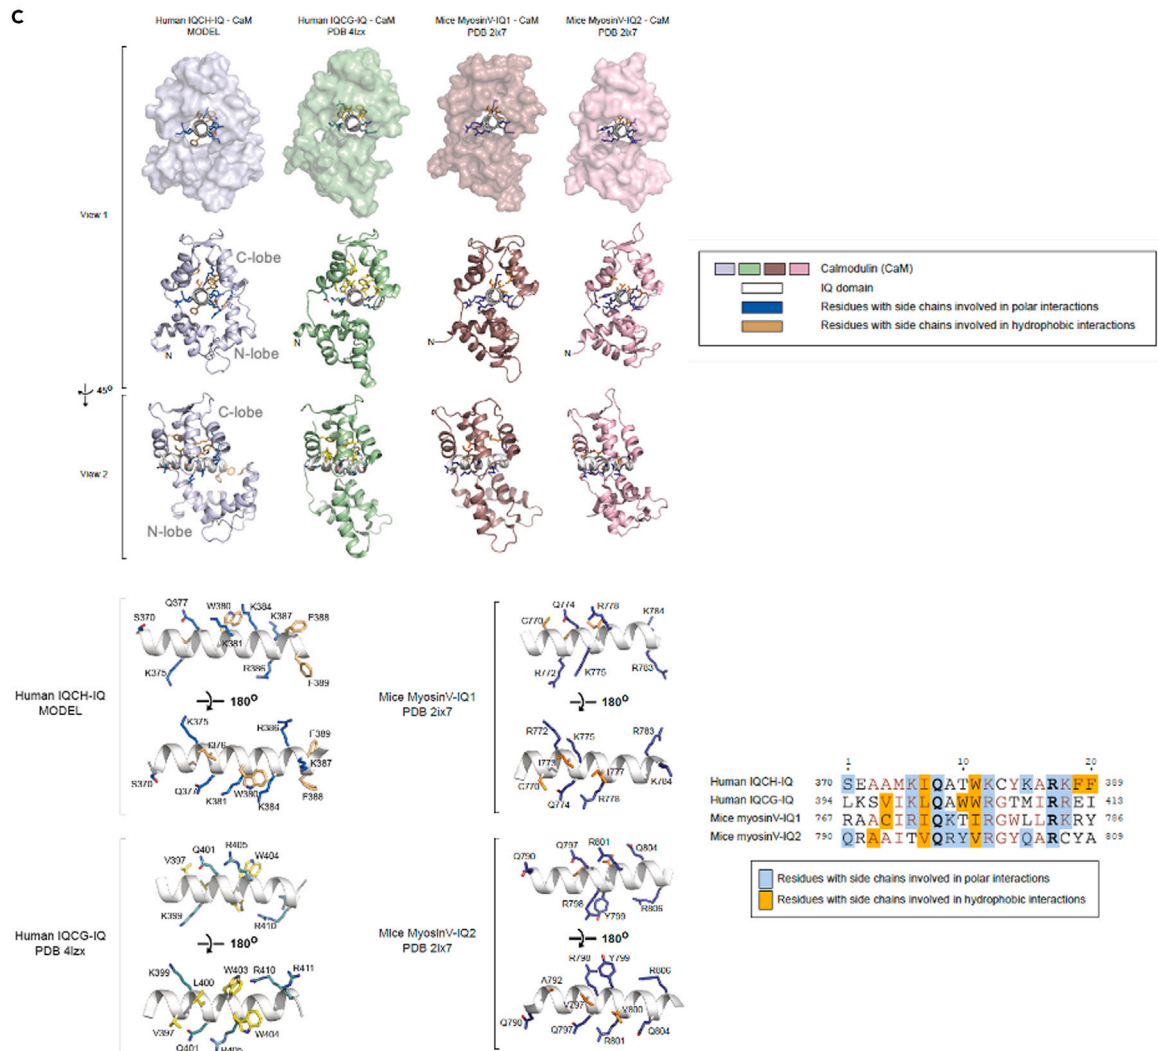 C
Human IQCH-IQ - CaM
MODEL
Human IQCG-IQ - CaM
PDB 4lzx
Mice MyosinV-IQ1 - CaM
PDB 2ix7
Mice MyosinV-IQ2 - CaM
PDB 2ix7
View 1
C-lobe
N-lobe
N
N
N
N
45º
View 2
C-lobe
N-lobe
Calmodulin (CaM)
IQ domain
Residues with side chains involved in polar interactions
Residues with side chains involved in hydrophobic interactions
Human IQCH-IQ
MODEL
S370
Q377
W380
K384
K387
F388
K375
K381
R386
F389
180º
K375
R386
F389
I376
K387
S370
Q377
K381
W380
K384
F388
Mice MyosinV-IQ1
PDB 2ix7
Q774
R778
K784
C770
R772
K775
R783
180º
R772
K775
R783
I773
I777
C770
Q774
R778
K784
Human IQCG-IQ
PDB 4lzx
V397
Q401
R405
W404
K399
R410
180º
K399
L400
W403
R410
R411
V397
Q401
R405
W404
Mice MyosinV-IQ2
PDB 2ix7
Q790
Q797
R801
Q804
R798
Y799
R806
180º
R798
Y799
R806
A792
V797
V800
Q790
Q797
R801
Q804
1 10 20
Human IQCH-IQ 370 SEAAMKIQATWKCYKARKFF 389
Human IQCG-IQ 394 LKSVIKLQAWWRGTMIRREI 413
Mice myosinV-IQ1 767 RAACIRIQKTIRGWLLRKRY 786
Mice myosinV-IQ2 790 QRAAITVQRYVRGYQARCYA 809
Residues with side chains involved in polar interactions
Residues with side chains involved in hydrophobic interactions